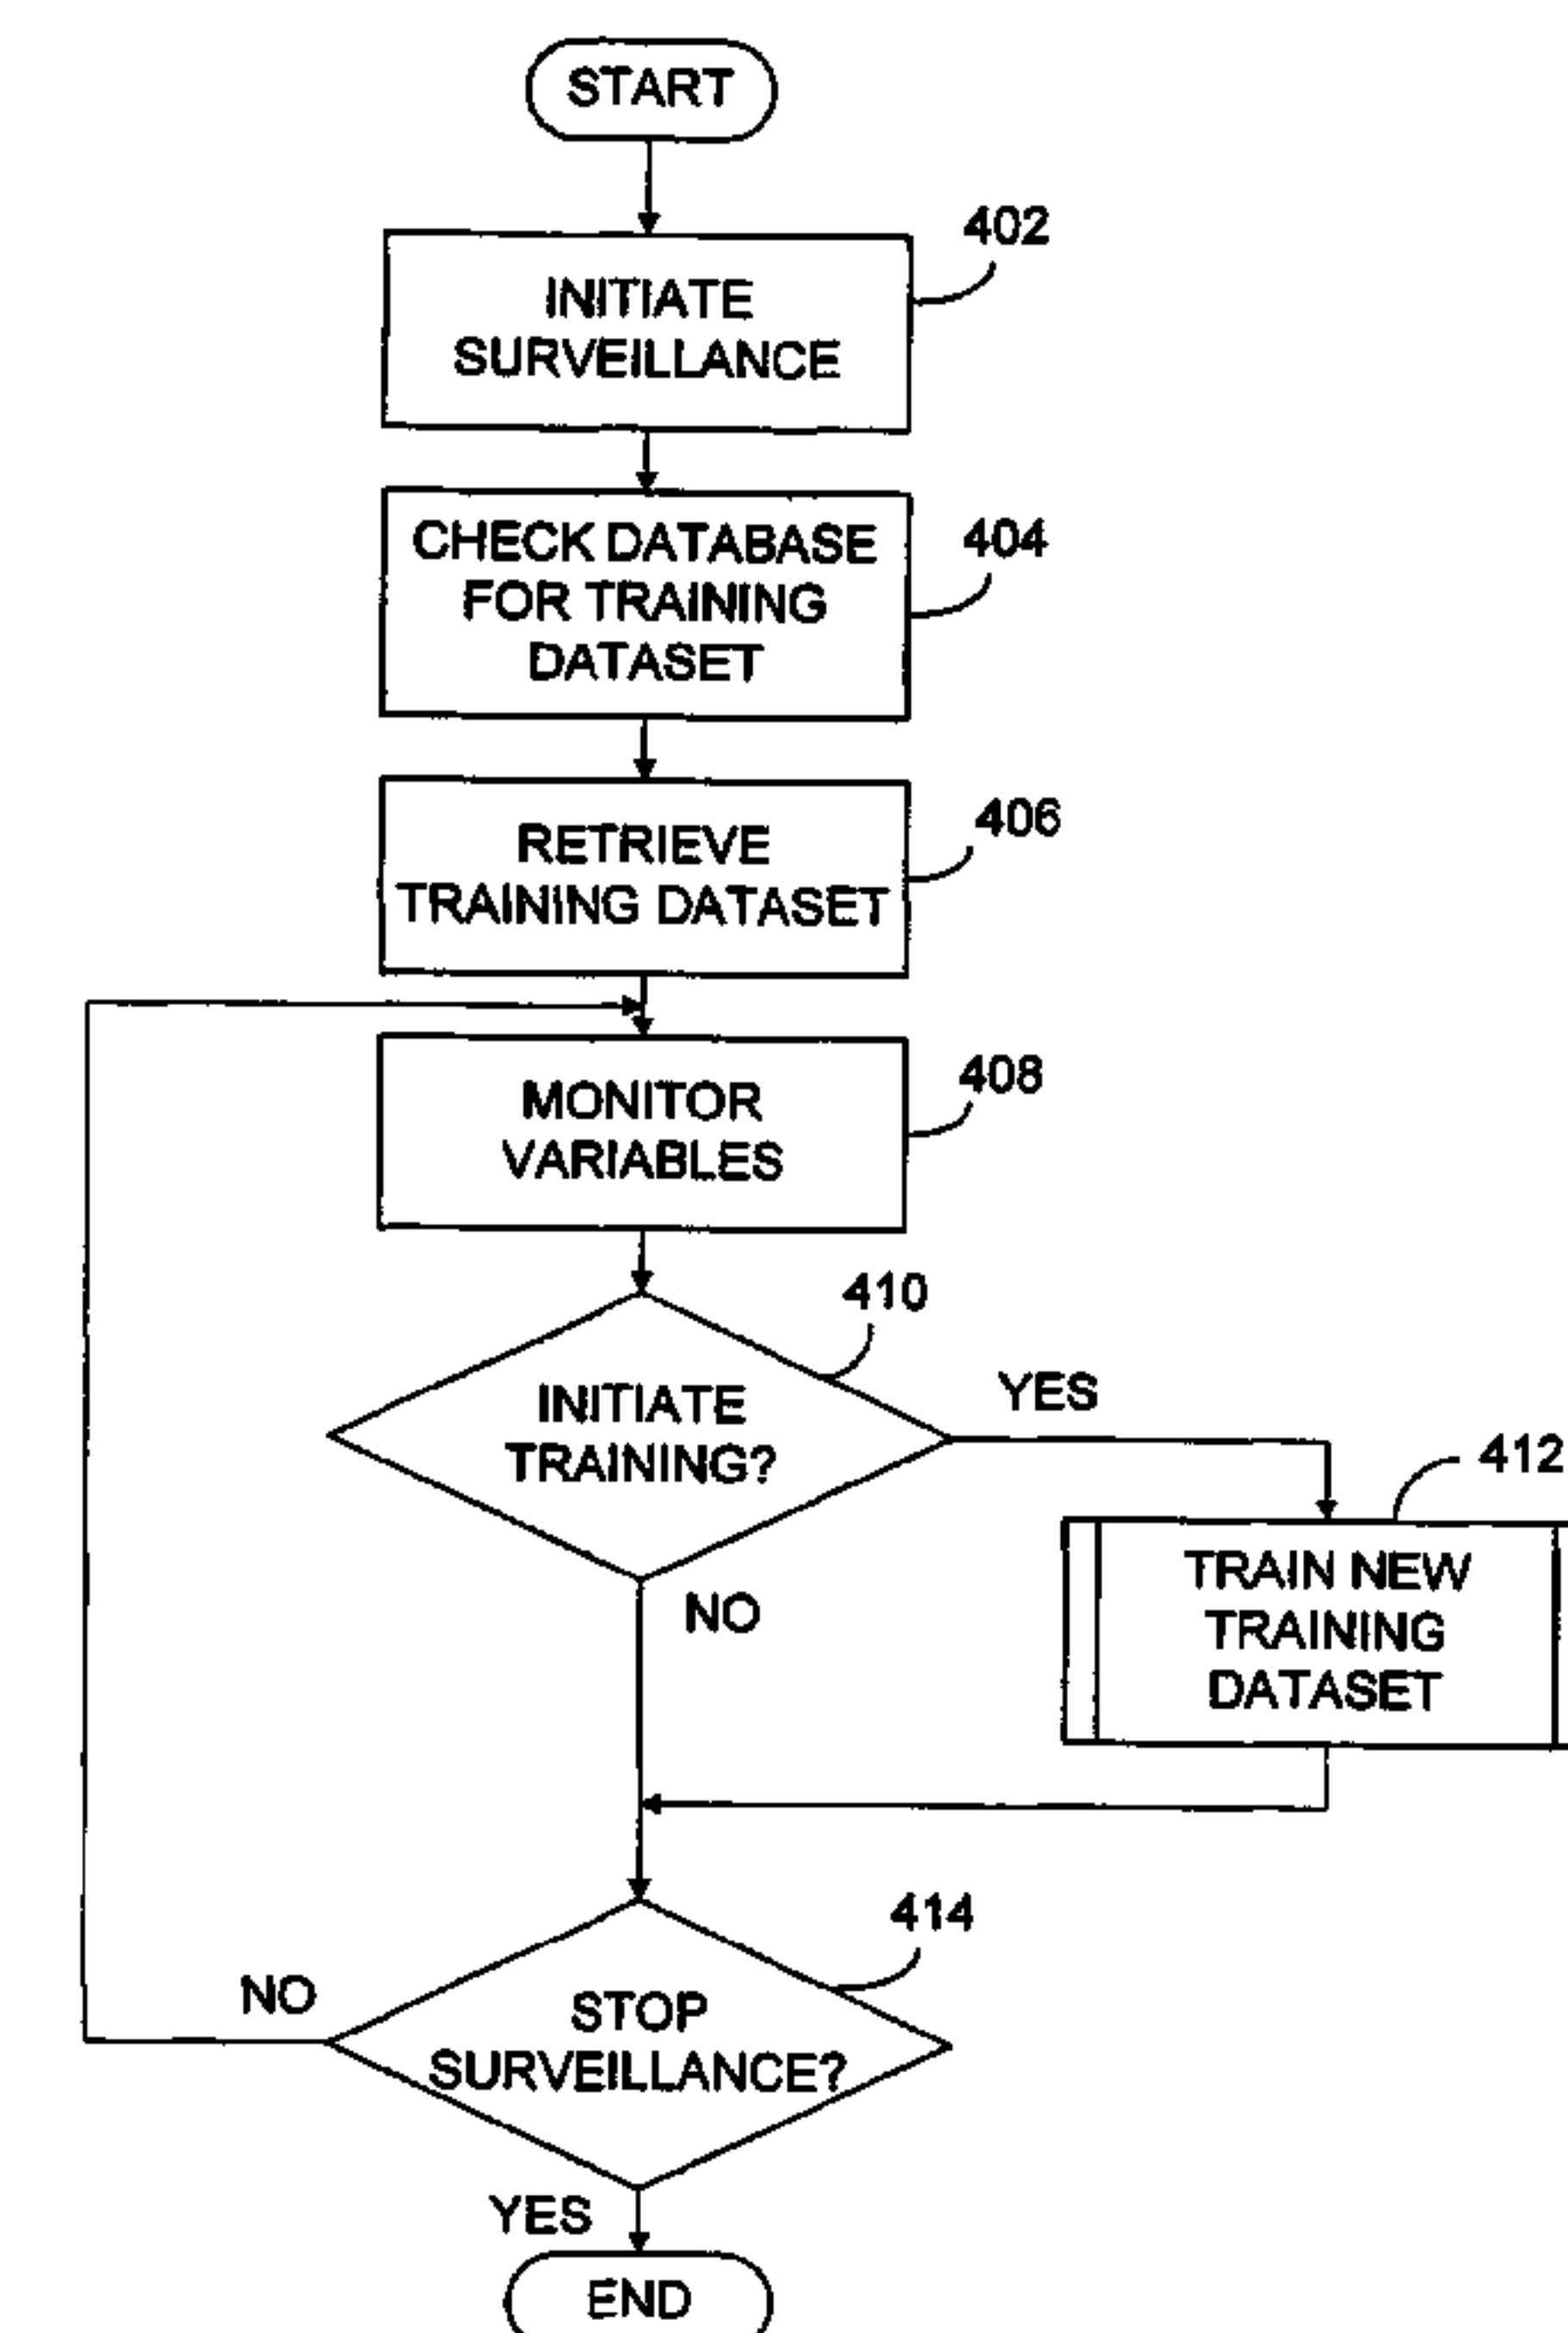 START
402
INITIATE
SURVEILLANCE
CHECK DATABASE
FOR TRAINING
DATASET
404
RETRIEVE
TRAINING DATASET
406
MONITOR
VARIABLES
408
410
INITIATE
TRAINING?
YES
412
TRAIN NEW
TRAINING
DATASET
NO
414
NO
STOP
SURVEILLANCE?
YES
END